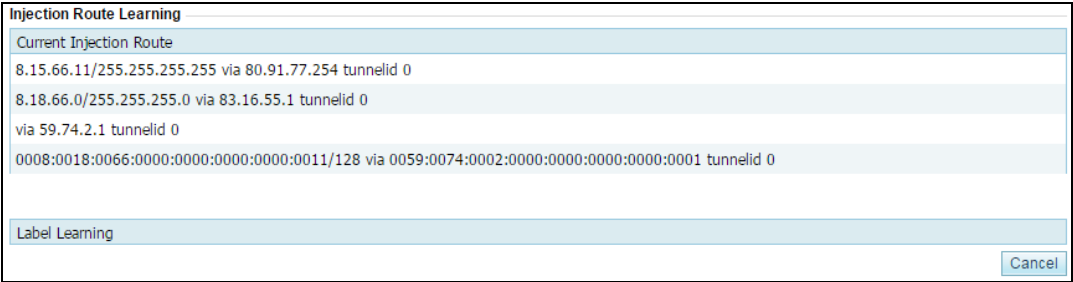 Injection Route Learning
Current Injection Route
8.15.66.11/255.255.255.255 via 80.91.77.254 tunnelid 0
8.18.66.0/255.255.255.0 via 83.16.55.1 tunnelid 0
via 59.74.2.1 tunnelid 0
0008:0018:0066:0000:0000:0000:0000:0011/128 via 0059:0074:0002:0000:0000:0000:0000:0001 tunnelid 0
Label Learning
Cancel